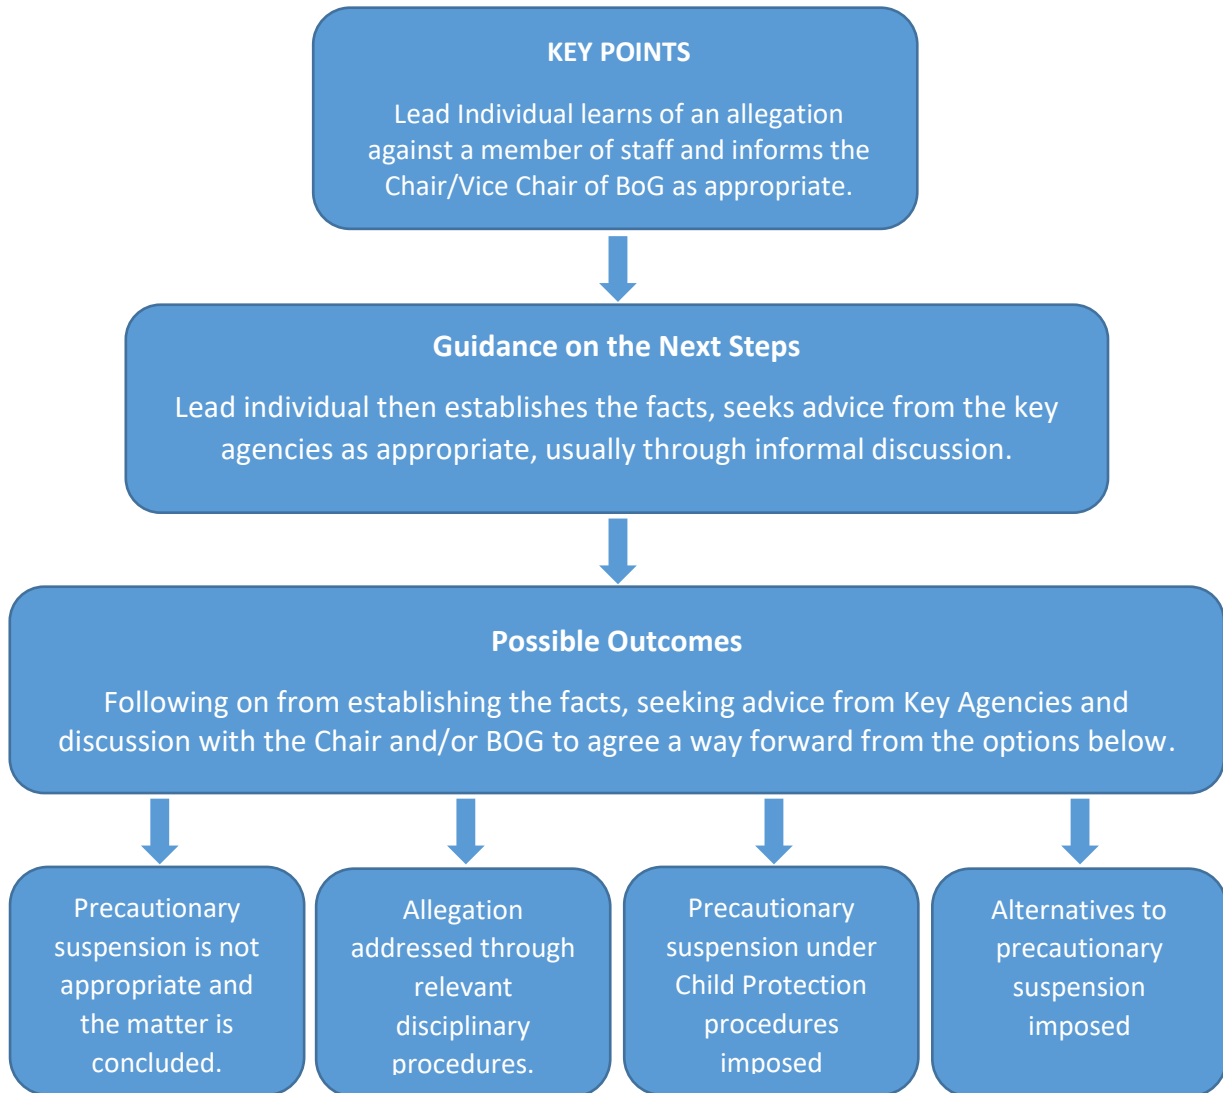 KEY POINTS
Lead Individual learns of an allegation
against a member of staff and informs the
Chair/Vice Chair of BoG as appropriate.
Guidance on the Next Steps
Lead individual then establishes the facts, seeks advice from the key
agencies as appropriate, usually through informal discussion.
Possible Outcomes
Following on from establishing the facts, seeking advice from Key Agencies and
discussion with the Chair and/or BOG to agree a way forward from the options below.
Precautionary
suspension is not
appropriate and
the matter is
concluded.
Allegation
addressed through
relevant
disciplinary
procedures.
Precautionary
suspension under
Child Protection
procedures
imposed
Alternatives to
precautionary
suspension
imposed